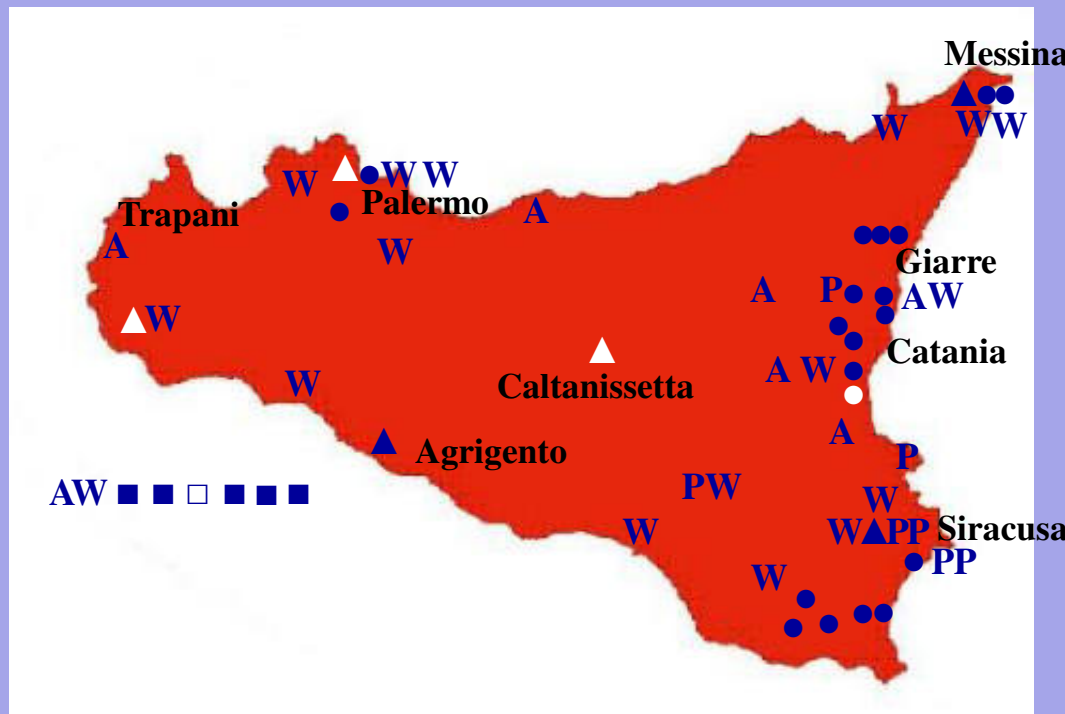 Messina
W
WW
W
W W
Palermo
Trapani
A
A
W
Giarre
A
P
AW
W
Catania
A W
W
Caltanissetta
A
Agrigento
P
PW
AW ■ ■ □ ■ ■ ■
W
W
W
PP
Siracusa
PP
W